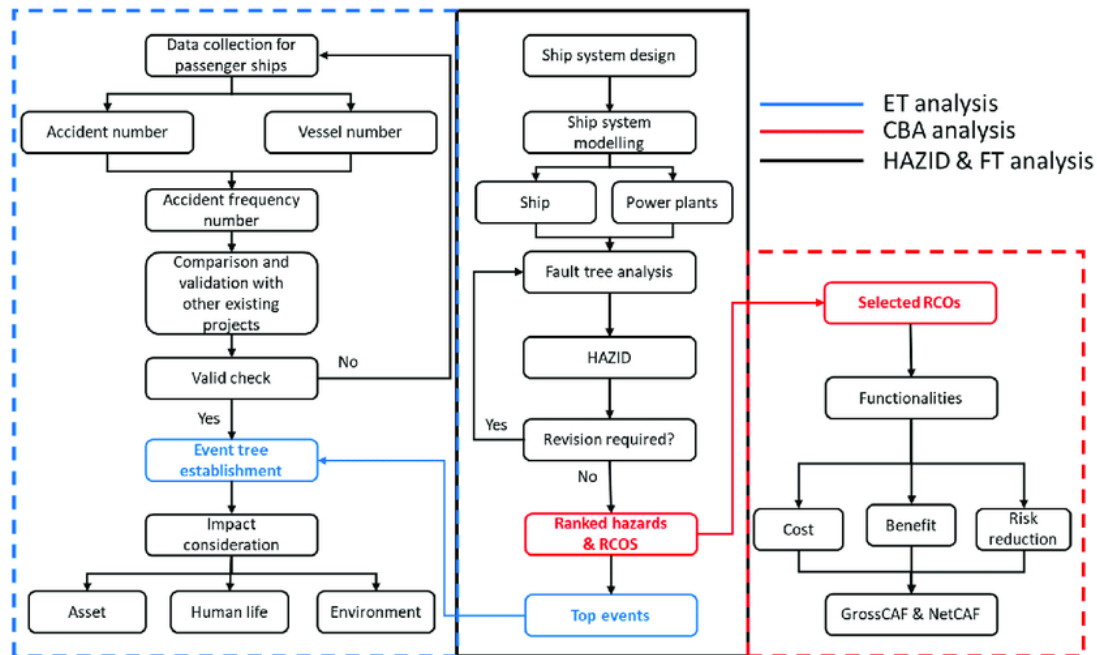 Data collection for
passenger ships
Accident number
Vessel number
Accident frequency
number
Comparison and
validation with
other existing
projects
Valid check
No
Yes
Event tree
establishment
Impact
consideration
Asset
Human life
Environment
Ship system design
Ship system
modelling
Ship
Power plants
Fault tree analysis
HAZID
Yes
Revision required?
No
Ranked hazards
& RCOS
Top events
ET analysis
CBA analysis
HAZID & FT analysis
Selected RCOs
Functionalities
Cost
Benefit
Risk
reduction
GrossCAF & NetCAF